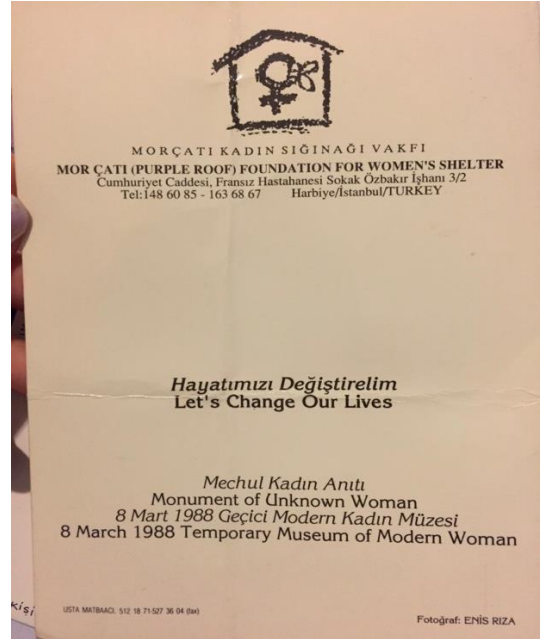 MORÇATI KADIN SIĞINAĞI VAKFI
MOR ÇATI (PURPLE ROOF) FOUNDATION FOR WOMEN'S SHELTER
Cumhuriyet Caddesi, Fransız Hastahanesi Sokak Özbakır İşhanı 3/2
Tel:148 60 85 - 163 68 67 Harbiye/İstanbul/TURKEY
Hayatımızı Değiştirelim
Let's Change Our Lives
Mechul Kadın Anıtı
Monument of Unknown Woman
8 Mart 1988 Geçici Modern Kadın Müzesi
8 March 1988 Temporary Museum of Modern Woman
USTA MATBAACI. 512 18 71-527 36 04 (fax)
Fotoğraf: ENİS RIZA